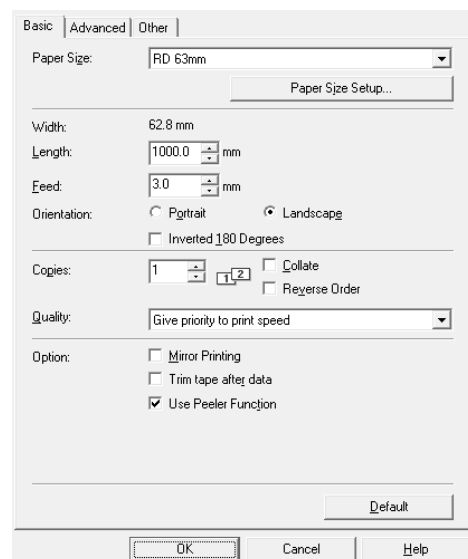 Basic Advanced Other
Paper Size: RD 63mm
Paper Size Setup...
Width: 62.8 mm
Length: 1000.0 mm
Feed: 3.0 mm
Orientation: Portrait Landscape
Inverted 180 Degrees
Copies: 1 1 2 Collate
Reverse Order
Quality: Give priority to print speed
Option: Mirror Printing
Trim tape after data
Use Peeler Function
Default
OK Cancel Help